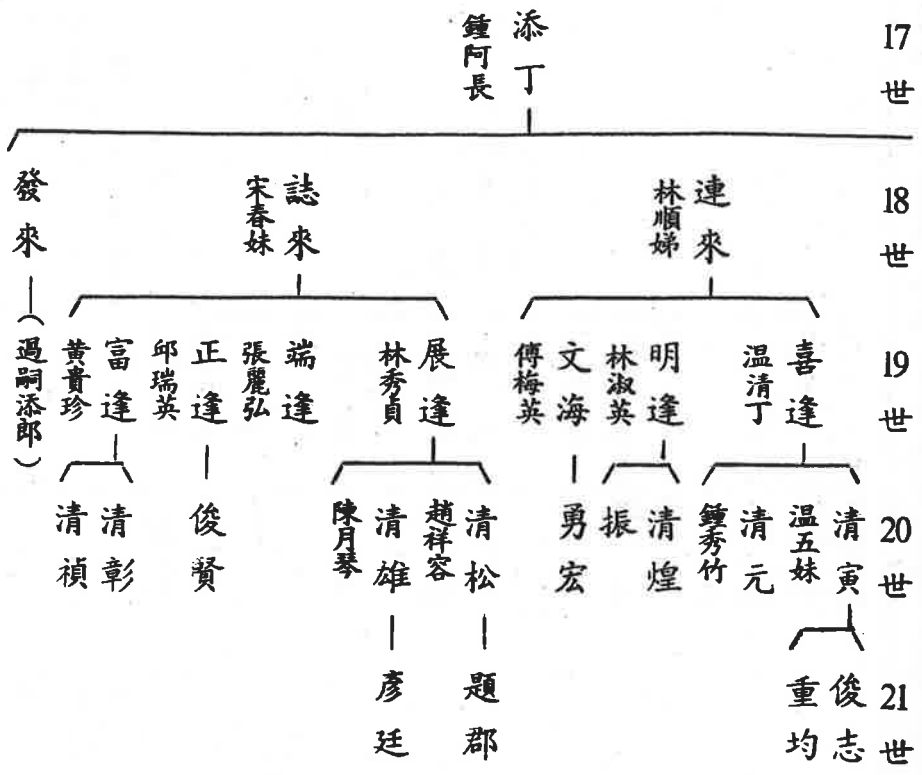 17世
添丁
鍾阿長
18世
連來
林順娣
誌來
宋春妹
發來
(過嗣添郎)
19世
喜逢
温清丁
明逢
林淑英
文海
傅梅英
展逢
林秀貞
端逢
張麗弘
正逢
邱瑞英
富逢
黃貴珍
20世
清寅
温五妹
清元
鍾秀竹
清煌
振
勇宏
清松
趙祥容
清雄
陳月琴
俊賢
清彰
清禎
21世
俊志
重均
題郡
彥廷